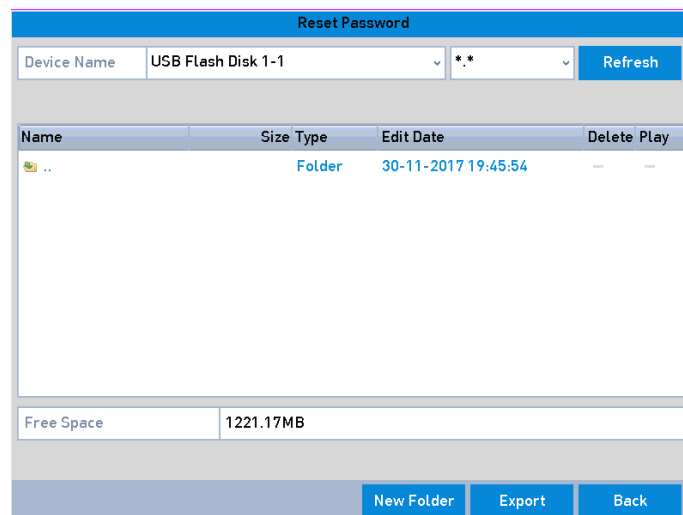 Reset Password
Device Name USB Flash Disk 1-1 *.* Refresh
Name Size Type Edit Date Delete Play
.. Folder 30-11-2017 19:45:54 — —
Free Space 1221.17MB
New Folder Export Back